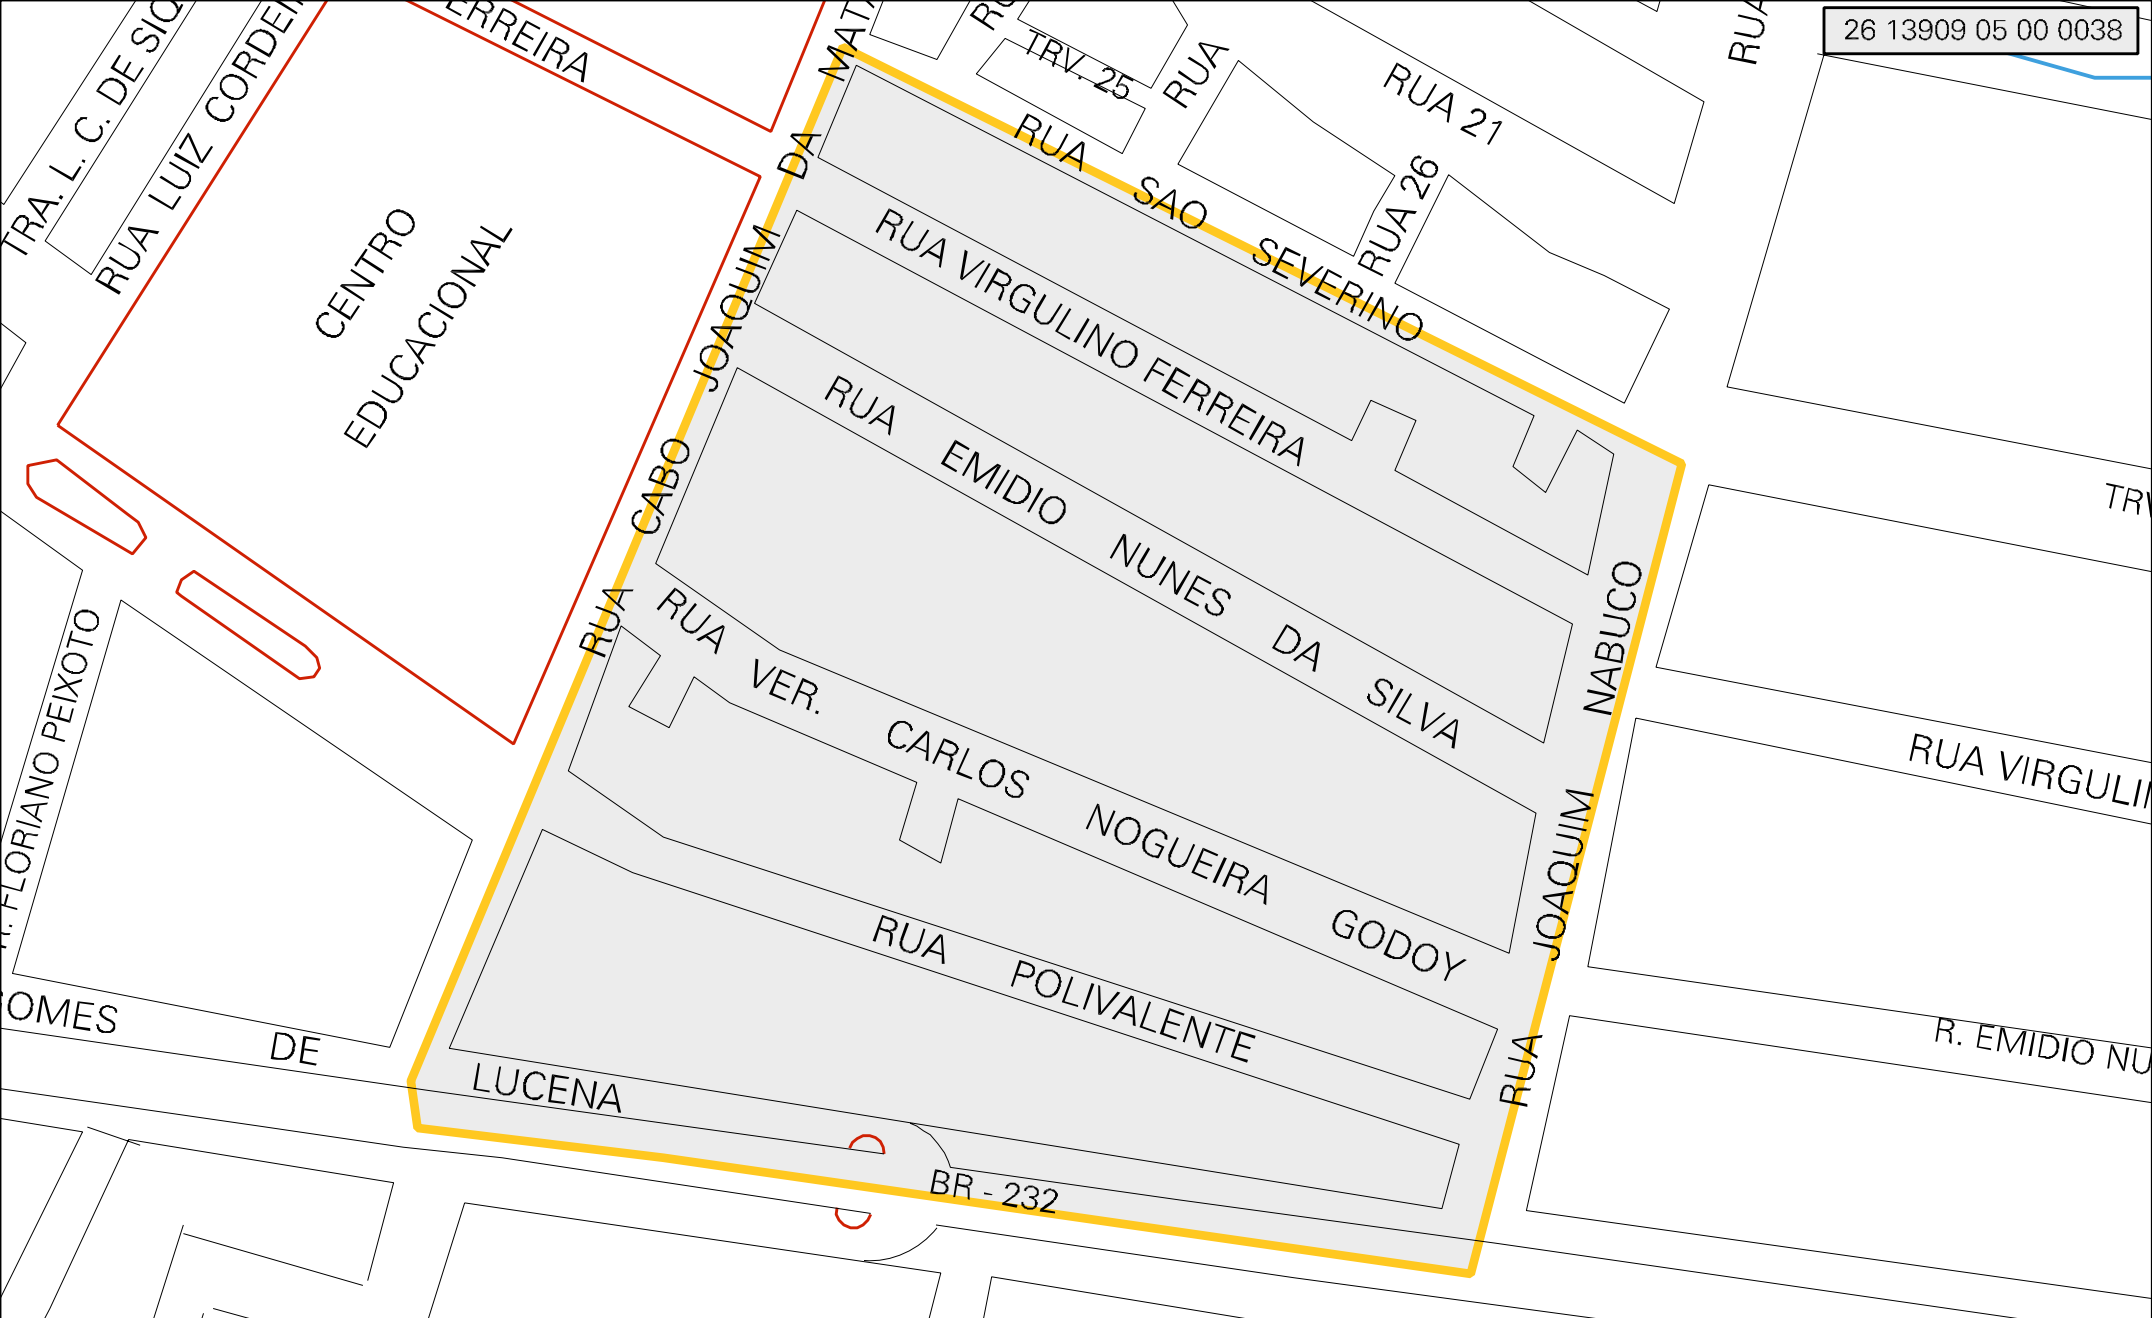 26 13909 05 00 0038
TRA. L. C. DE SIQ
RUA LUIZ CORDEI
ERREIRA
MATA
TRV. 25
RUA
RUA 21
RUA
RUA 26
RUA SAO SEVERINO
CENTRO
EDUCACIONAL
RUA CABO JOAQUIM DA
RUA VIRGULINO FERREIRA
RUA EMIDIO NUNES DA SILVA
RUA VER. CARLOS NOGUEIRA GODOY
RUA POLIVALENTE
RUA JOAQUIM NABUCO
TRV
RUA VIRGULI
R. EMIDIO NU
R. FLORIANO PEIXOTO
OMES DE LUCENA
BR - 232